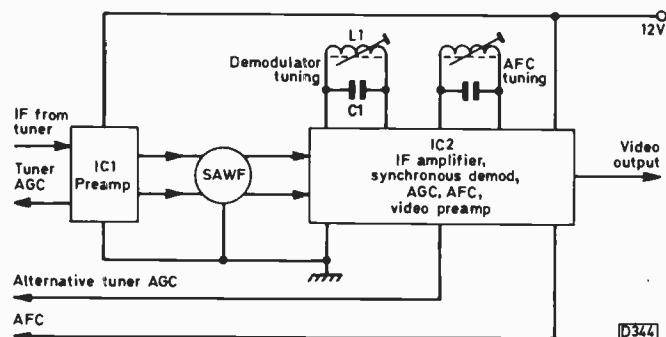 12V
L1
Demodulator
tuning
C1
AFC
tuning
IF from
tuner
Tuner
AGC
IC1
Preamp
SAWF
IC2
IF amplifier,
synchronous demod,
AGC, AFC,
video preamp
Video
output
Alternative tuner AGC
AFC
D344